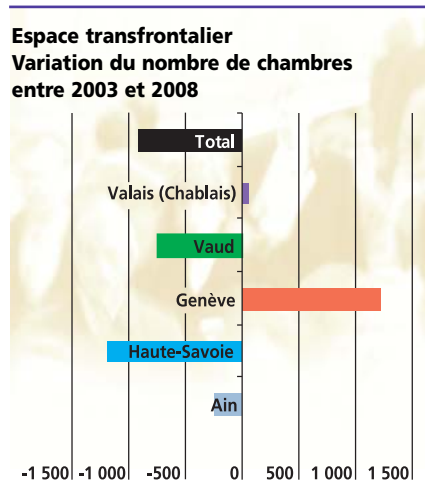 Espace transfrontalier
Variation du nombre de chambres
entre 2003 et 2008
Total
Valais (Chablais)
Vaud
Genève
Haute-Savoie
Ain
-1 500 -1 000 -500 0 500 1 000 1 500